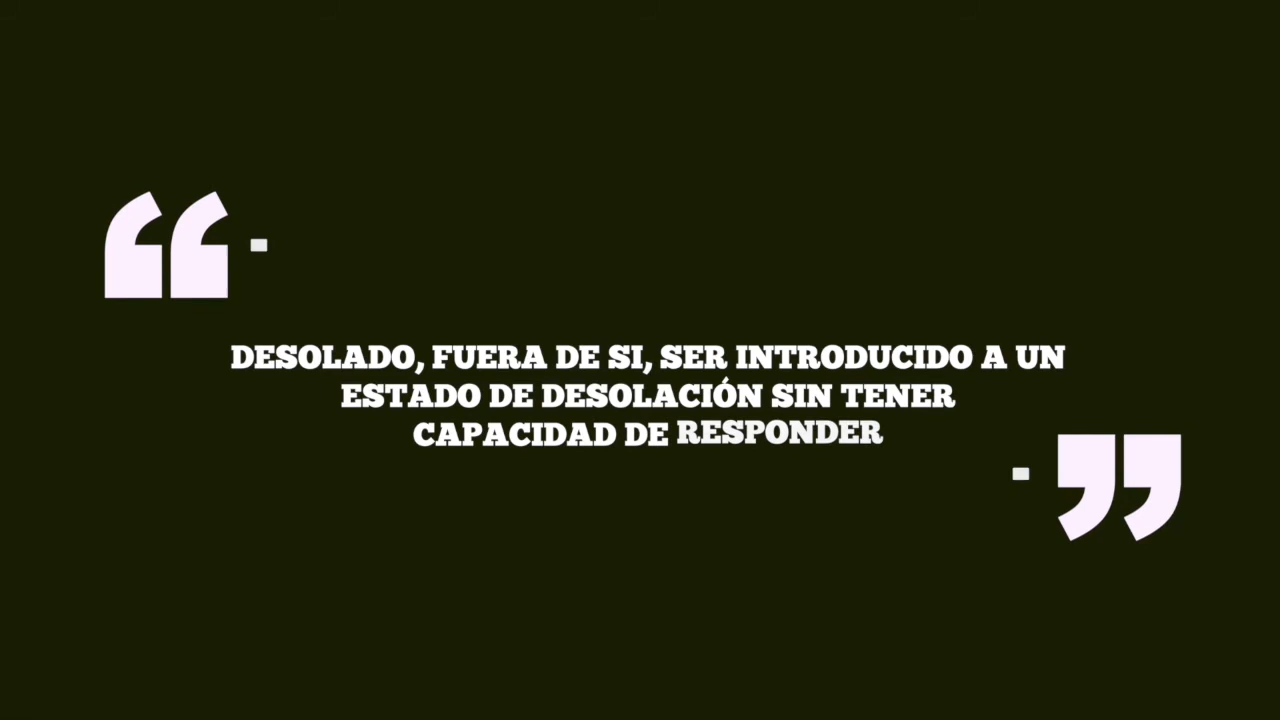 “
DESOLADO, FUERA DE SI, SER INTRODUCIDO A UN
ESTADO DE DESOLACIÓN SIN TENER
CAPACIDAD DE RESPONDER
”